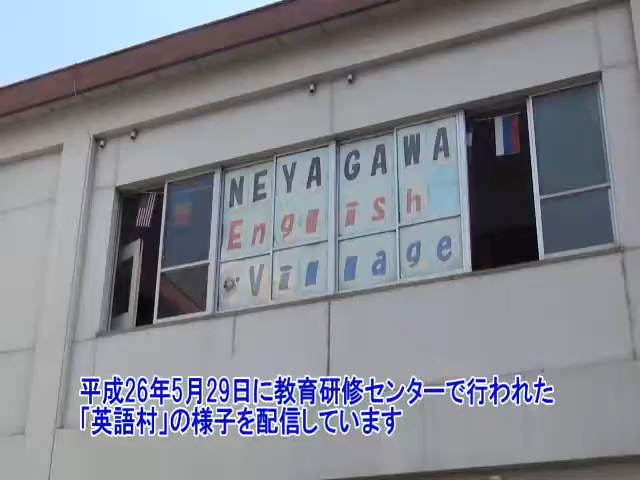 NEYAGAWA
English
Village
平成26年5月29日に教育研修センターで行われた
「英語村」の様子を配信しています